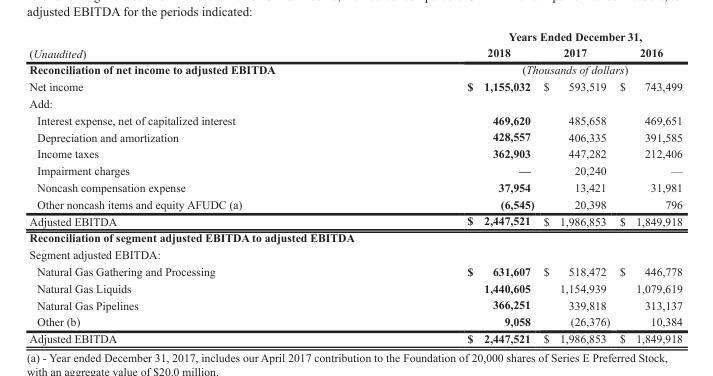 adjusted EBITDA for the periods indicated:
Years Ended December 31,
(Unaudited) 2018 2017 2016
Reconciliation of net income to adjusted EBITDA (Thousands of dollars)
Net income $ 1,155,032 $ 593,519 $ 743,499
Add:
Interest expense, net of capitalized interest 469,620 485,658 469,651
Depreciation and amortization 428,557 406,335 391,585
Income taxes 362,903 447,282 212,406
Impairment charges — 20,240 —
Noncash compensation expense 37,954 13,421 31,981
Other noncash items and equity AFUDC (a) (6,545) 20,398 796
Adjusted EBITDA $ 2,447,521 $ 1,986,853 $ 1,849,918
Reconciliation of segment adjusted EBITDA to adjusted EBITDA
Segment adjusted EBITDA:
Natural Gas Gathering and Processing $ 631,607 $ 518,472 $ 446,778
Natural Gas Liquids 1,440,605 1,154,939 1,079,619
Natural Gas Pipelines 366,251 339,818 313,137
Other (b) 9,058 (26,376) 10,384
Adjusted EBITDA $ 2,447,521 $ 1,986,853 $ 1,849,918
(a) - Year ended December 31, 2017, includes our April 2017 contribution to the Foundation of 20,000 shares of Series E Preferred Stock,
with an aggregate value of $20.0 million.